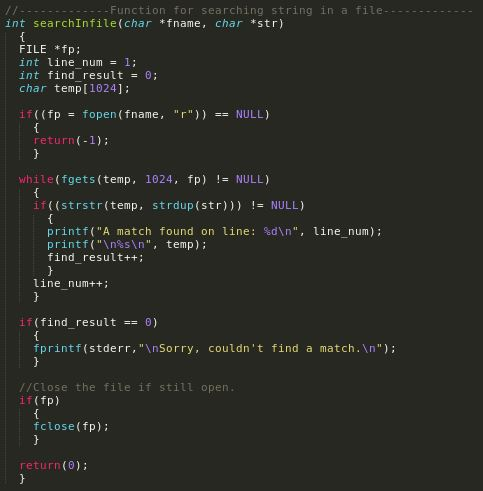 //-------------Function for searching string in a file-------------
int searchInfile(char *fname, char *str)
{
FILE *fp;
int line_num = 1;
int find_result = 0;
char temp[1024];
if((fp = fopen(fname, "r")) == NULL)
{
return(-1);
}
while(fgets(temp, 1024, fp) != NULL)
{
if((strstr(temp, strdup(str))) != NULL)
{
printf("A match found on line: %d\n", line_num);
printf("\n%s\n", temp);
find_result++;
}
line_num++;
}
if(find_result == 0)
{
fprintf(stderr,"\nSorry, couldn't find a match.\n");
}
//Close the file if still open.
if(fp)
{
fclose(fp);
}
return(0);
}